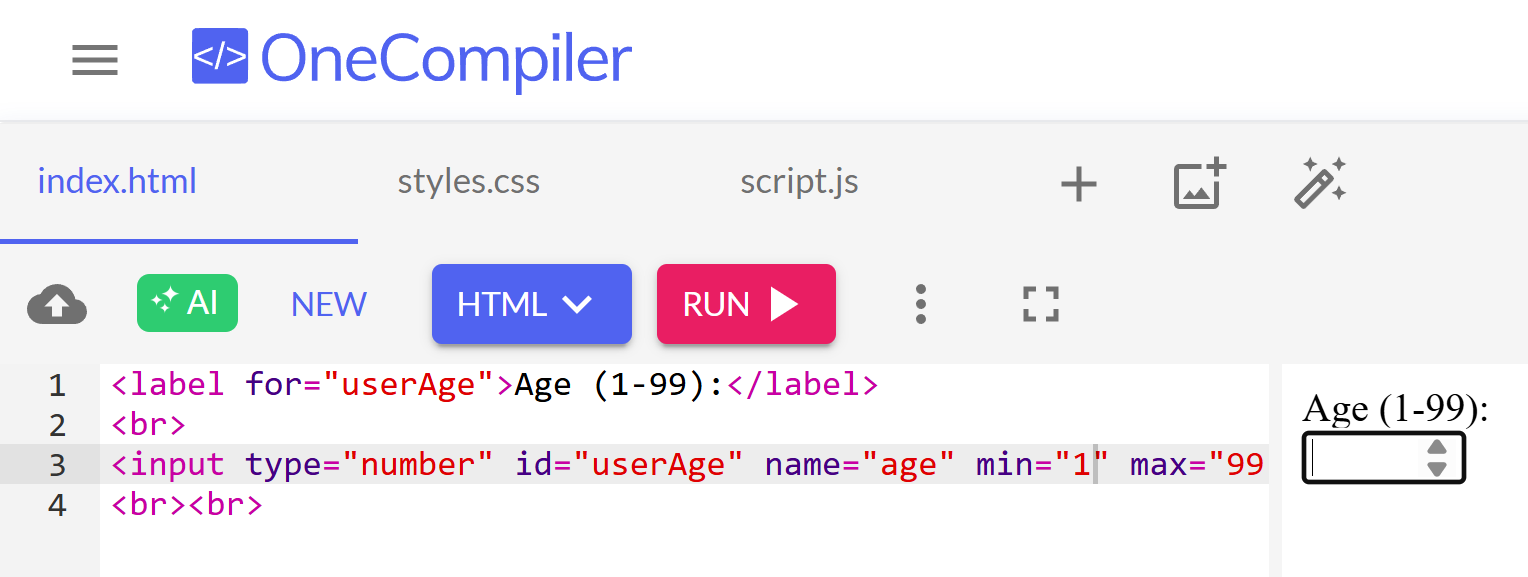 </> OneCompiler
index.html styles.css script.js
AI NEW HTML RUN
1 <label for="userAge">Age (1-99):</label>
2 <br>
3 <input type="number" id="userAge" name="age" min="1" max="99
4 <br><br>
Age (1-99):